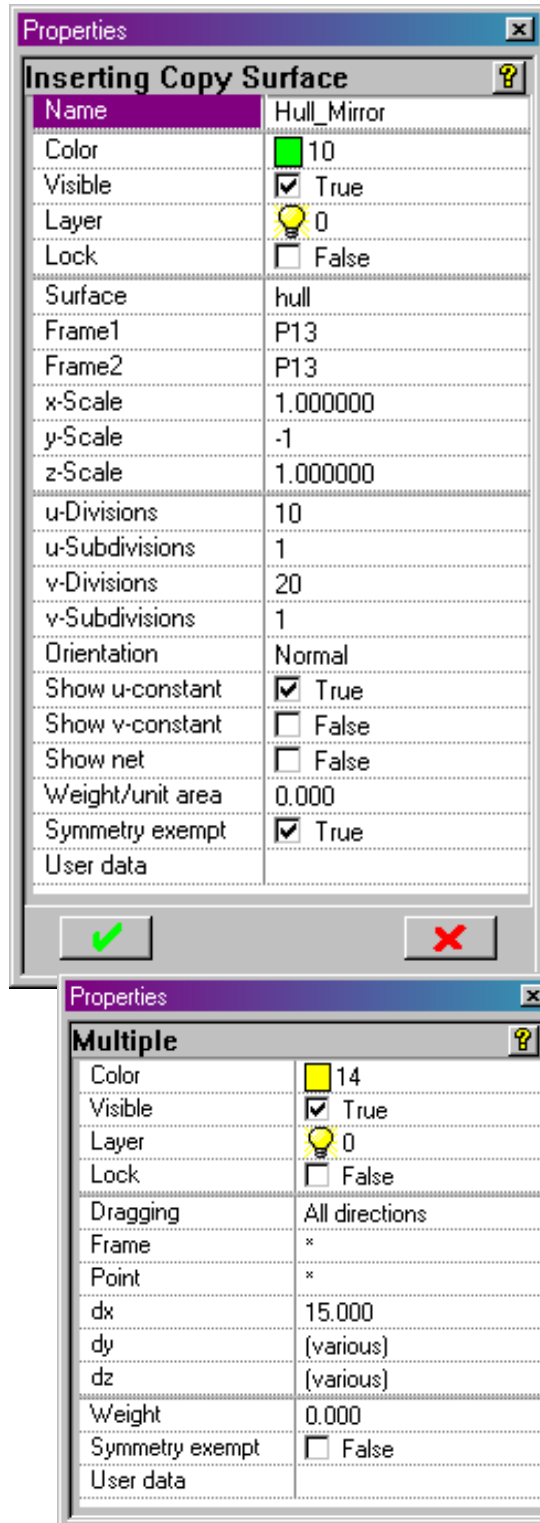 Properties
Inserting Copy Surface
Name Hull_Mirror
Color 10
Visible True
Layer 0
Lock False
Surface hull
Frame1 P13
Frame2 P13
x-Scale 1.000000
y-Scale -1
z-Scale 1.000000
u-Divisions 10
u-Subdivisions 1
v-Divisions 20
v-Subdivisions 1
Orientation Normal
Show u-constant True
Show v-constant False
Show net False
Weight/unit area 0.000
Symmetry exempt True
User data
Properties
Multiple
Color 14
Visible True
Layer 0
Lock False
Dragging All directions
Frame *
Point *
dx 15.000
dy (various)
dz (various)
Weight 0.000
Symmetry exempt False
User data